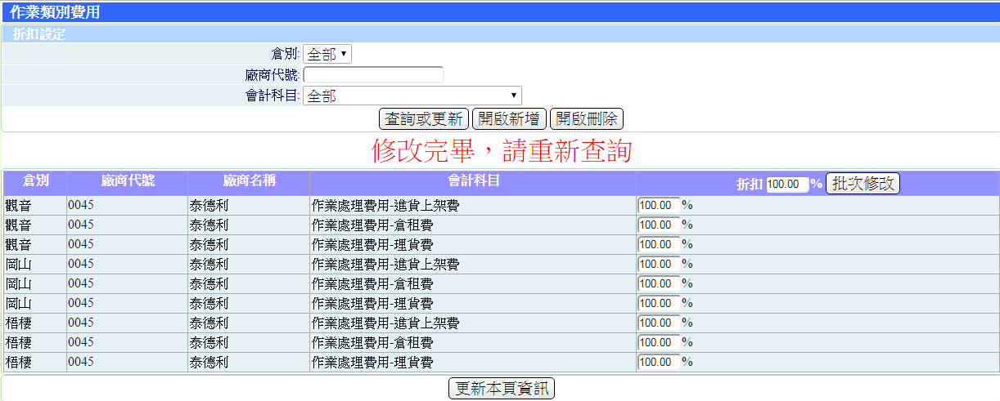 作業類別費用
折扣設定
倉別: 全部
廠商代號:
會計科目: 全部
查詢或更新 開啟新增 開啟刪除
修改完畢，請重新查詢
倉別 廠商代號 廠商名稱 會計科目 折扣 100.00 % 批次修改
觀音 0045 泰德利 作業處理費用-進貨上架費 100.00 %
觀音 0045 泰德利 作業處理費用-倉租費 100.00 %
觀音 0045 泰德利 作業處理費用-理貨費 100.00 %
岡山 0045 泰德利 作業處理費用-進貨上架費 100.00 %
岡山 0045 泰德利 作業處理費用-倉租費 100.00 %
岡山 0045 泰德利 作業處理費用-理貨費 100.00 %
梧棲 0045 泰德利 作業處理費用-進貨上架費 100.00 %
梧棲 0045 泰德利 作業處理費用-倉租費 100.00 %
梧棲 0045 泰德利 作業處理費用-理貨費 100.00 %
更新本頁資訊